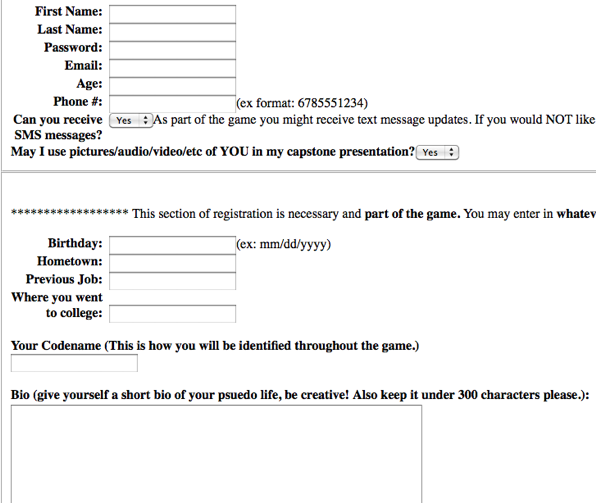 First Name:
Last Name:
Password:
Email:
Age:
Phone #: (ex format: 6785551234)
Can you receive SMS messages? Yes As part of the game you might receive text message updates. If you would NOT like
May I use pictures/audio/video/etc of YOU in my capstone presentation? Yes
****************** This section of registration is necessary and part of the game. You may enter in whatev
Birthday: (ex: mm/dd/yyyy)
Hometown:
Previous Job:
Where you went
to college:
Your Codename (This is how you will be identified throughout the game.)
Bio (give yourself a short bio of your psuedo life, be creative! Also keep it under 300 characters please.):